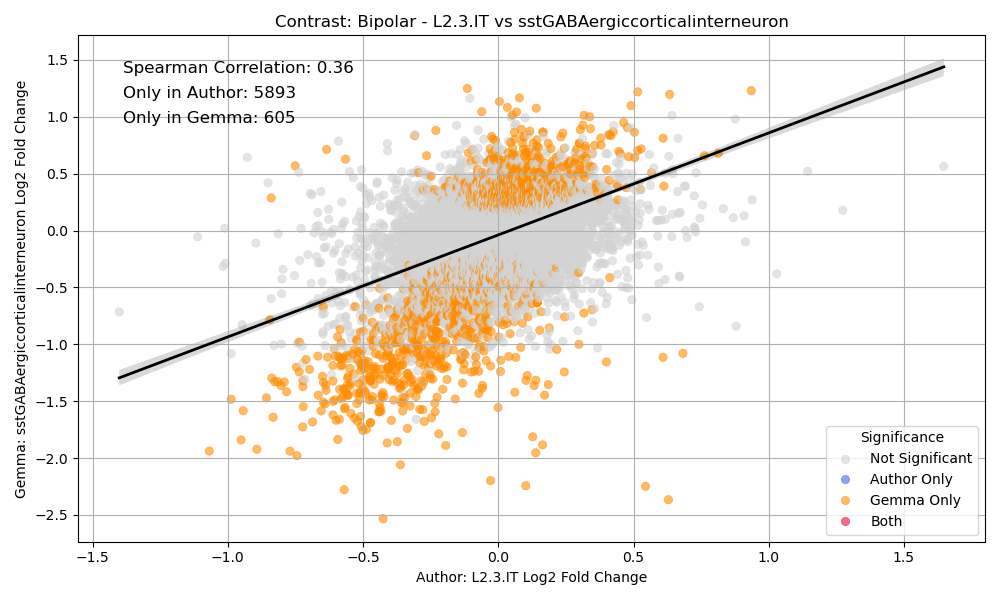 Contrast: Bipolar - L2.3.IT vs sstGABAergiccorticalinterneuron
Gemma: sstGABAergiccorticalinterneuron Log2 Fold Change
1.5
1.0
0.5
0.0
−0.5
−1.0
−1.5
−2.0
−2.5
Spearman Correlation: 0.36
Only in Author: 5893
Only in Gemma: 605
Significance
Not Significant
Author Only
Gemma Only
Both
−1.5 −1.0 −0.5 0.0 0.5 1.0 1.5
Author: L2.3.IT Log2 Fold Change